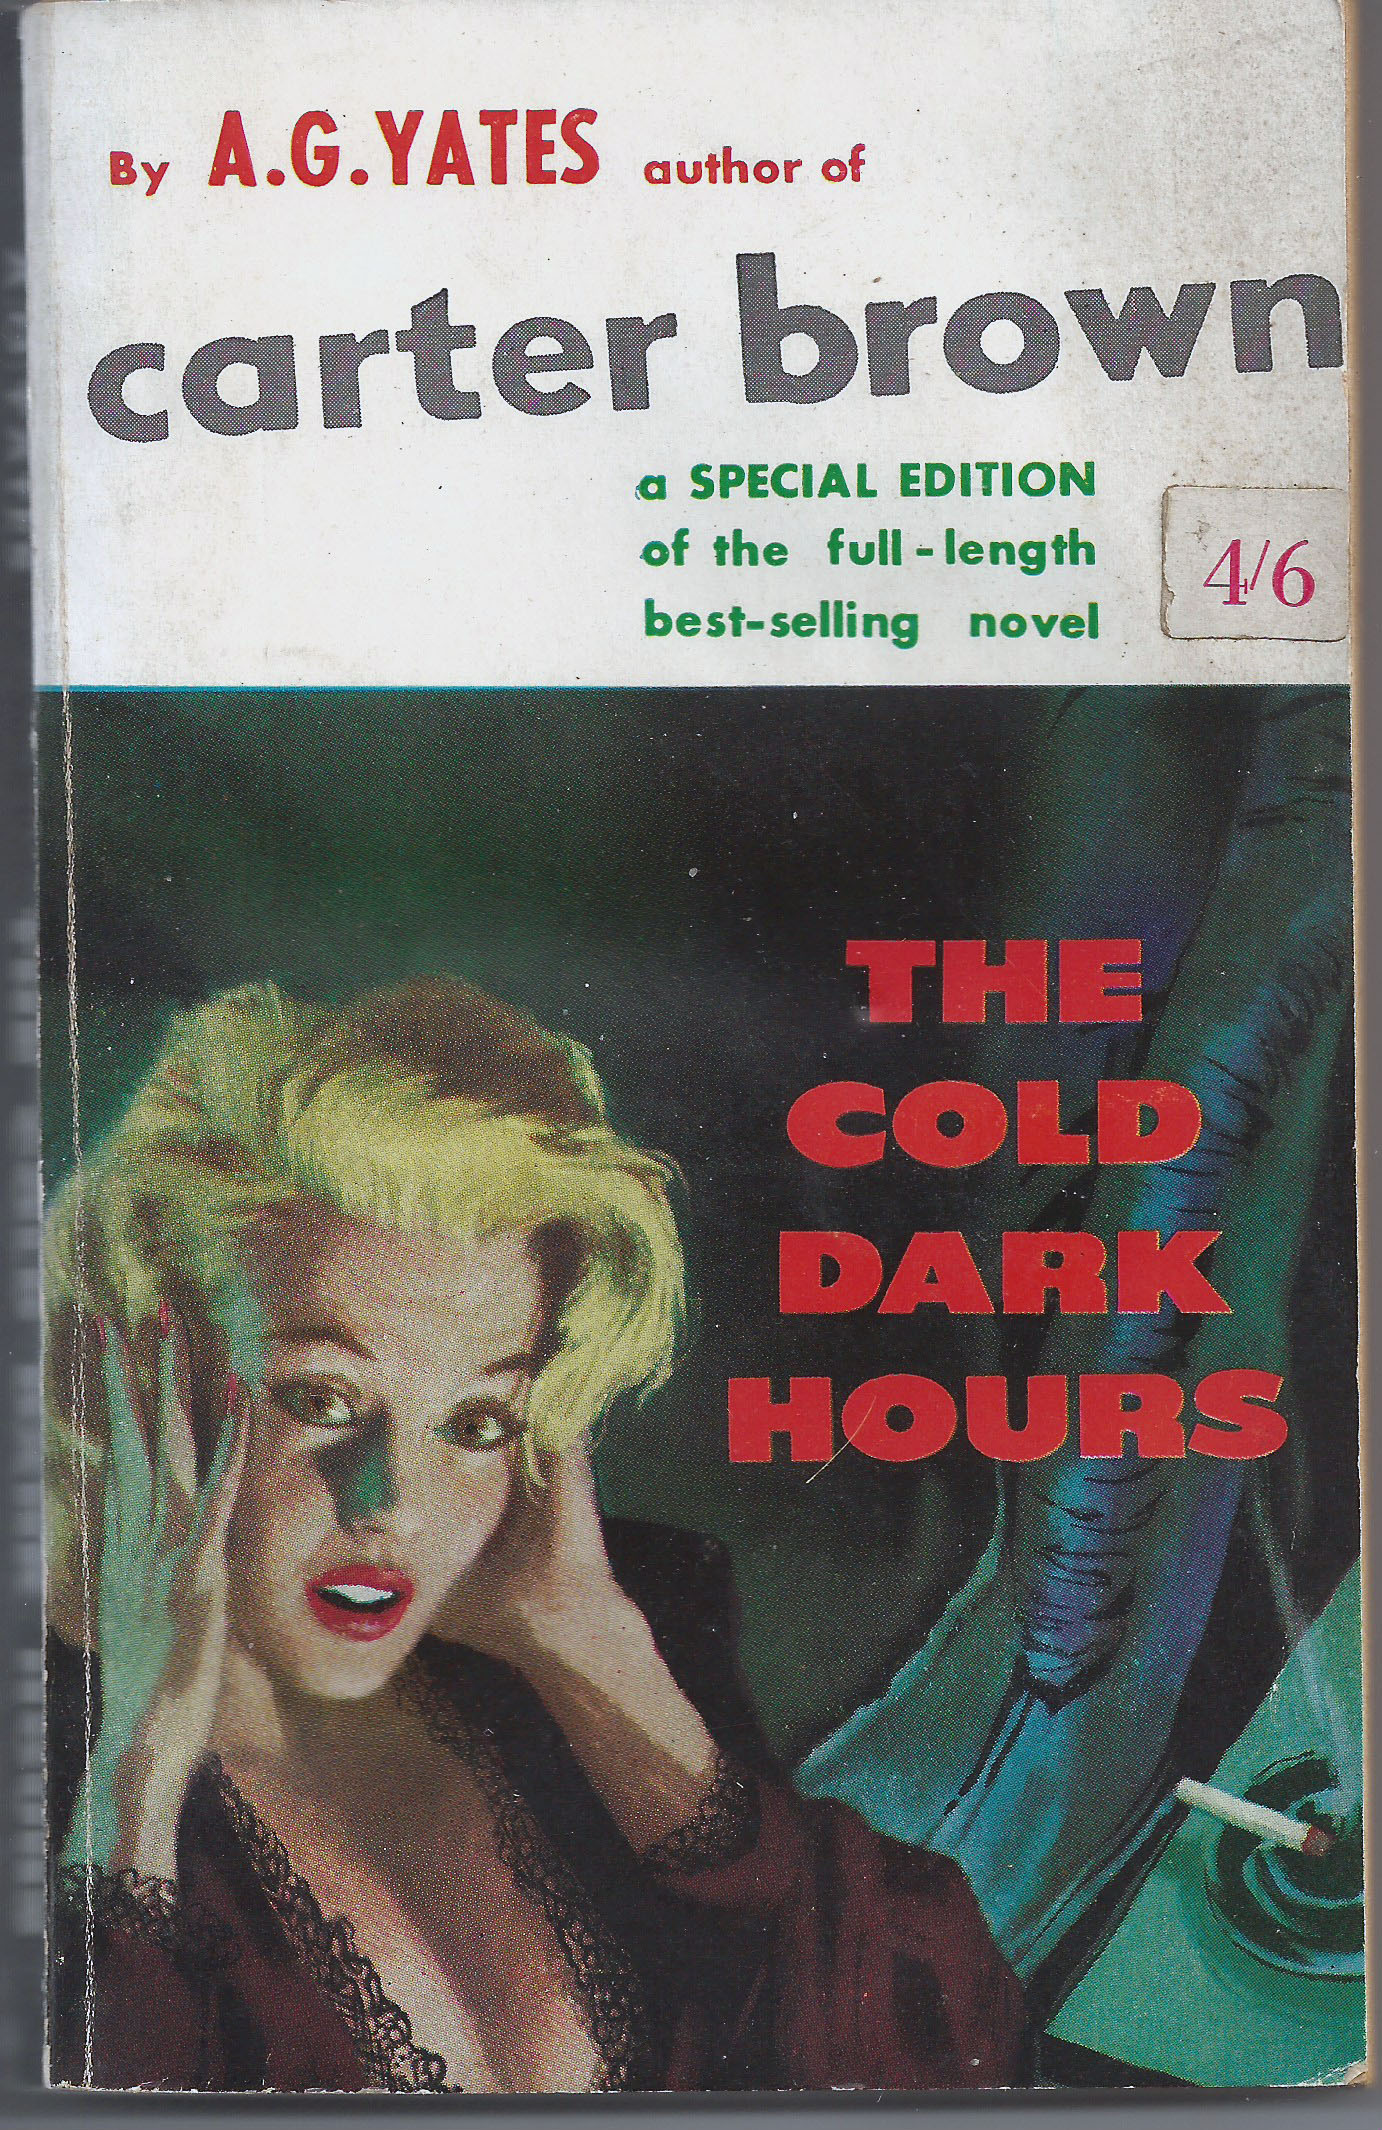 By A.G.YATES author of
carter brown
a SPECIAL EDITION
of the full-length
best-selling novel
4/6
THE
COLD
DARK
HOURS